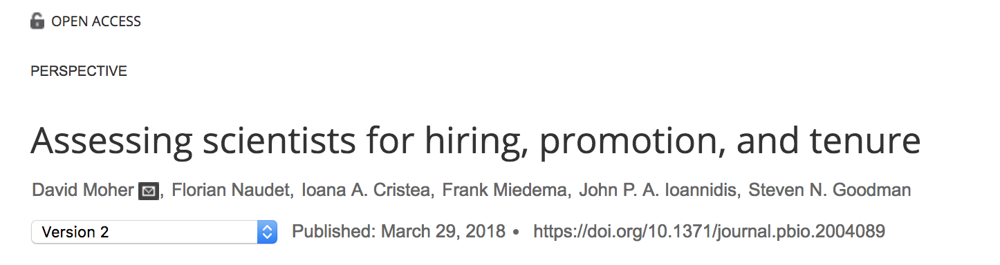 OPEN ACCESS
PERSPECTIVE
Assessing scientists for hiring, promotion, and tenure
David Moher, Florian Naudet, Ioana A. Cristea, Frank Miedema, John P. A. Ioannidis, Steven N. Goodman
Version 2 Published: March 29, 2018 • https://doi.org/10.1371/journal.pbio.2004089